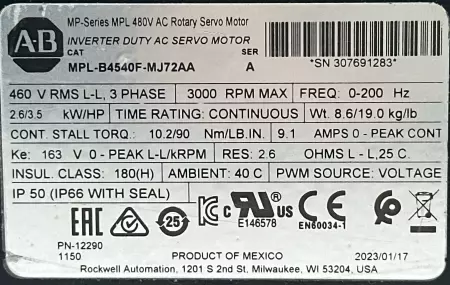 MP-Series MPL 480V AC Rotary Servo Motor
AB
INVERTER DUTY AC SERVO MOTOR
CAT SER
MPL-B4540F-MJ72AA A
*SN 307691283*
460 V RMS L-L, 3 PHASE 3000 RPM MAX FREQ: 0-200 Hz
2.6/3.5 kW/HP TIME RATING: CONTINUOUS Wt. 8.6/19.0 kg/lb
CONT. STALL TORQ. 10.2/90 Nm/LB.IN. 9.1 AMPS 0 - PEAK CONT
Ke: 163 V 0 - PEAK L-L/kRPM RES: 2.6 OHMS L - L,25 C.
INSUL. CLASS: 180(H) AMBIENT: 40 C PWM SOURCE: VOLTAGE
IP 50 (IP66 WITH SEAL)
EAC 25 C RU US CE
E146578 EN60034-1
PN-12290
1150 PRODUCT OF MEXICO 2023/01/17
Rockwell Automation, 1201 S 2nd St, Milwaukee, WI 53204, USA